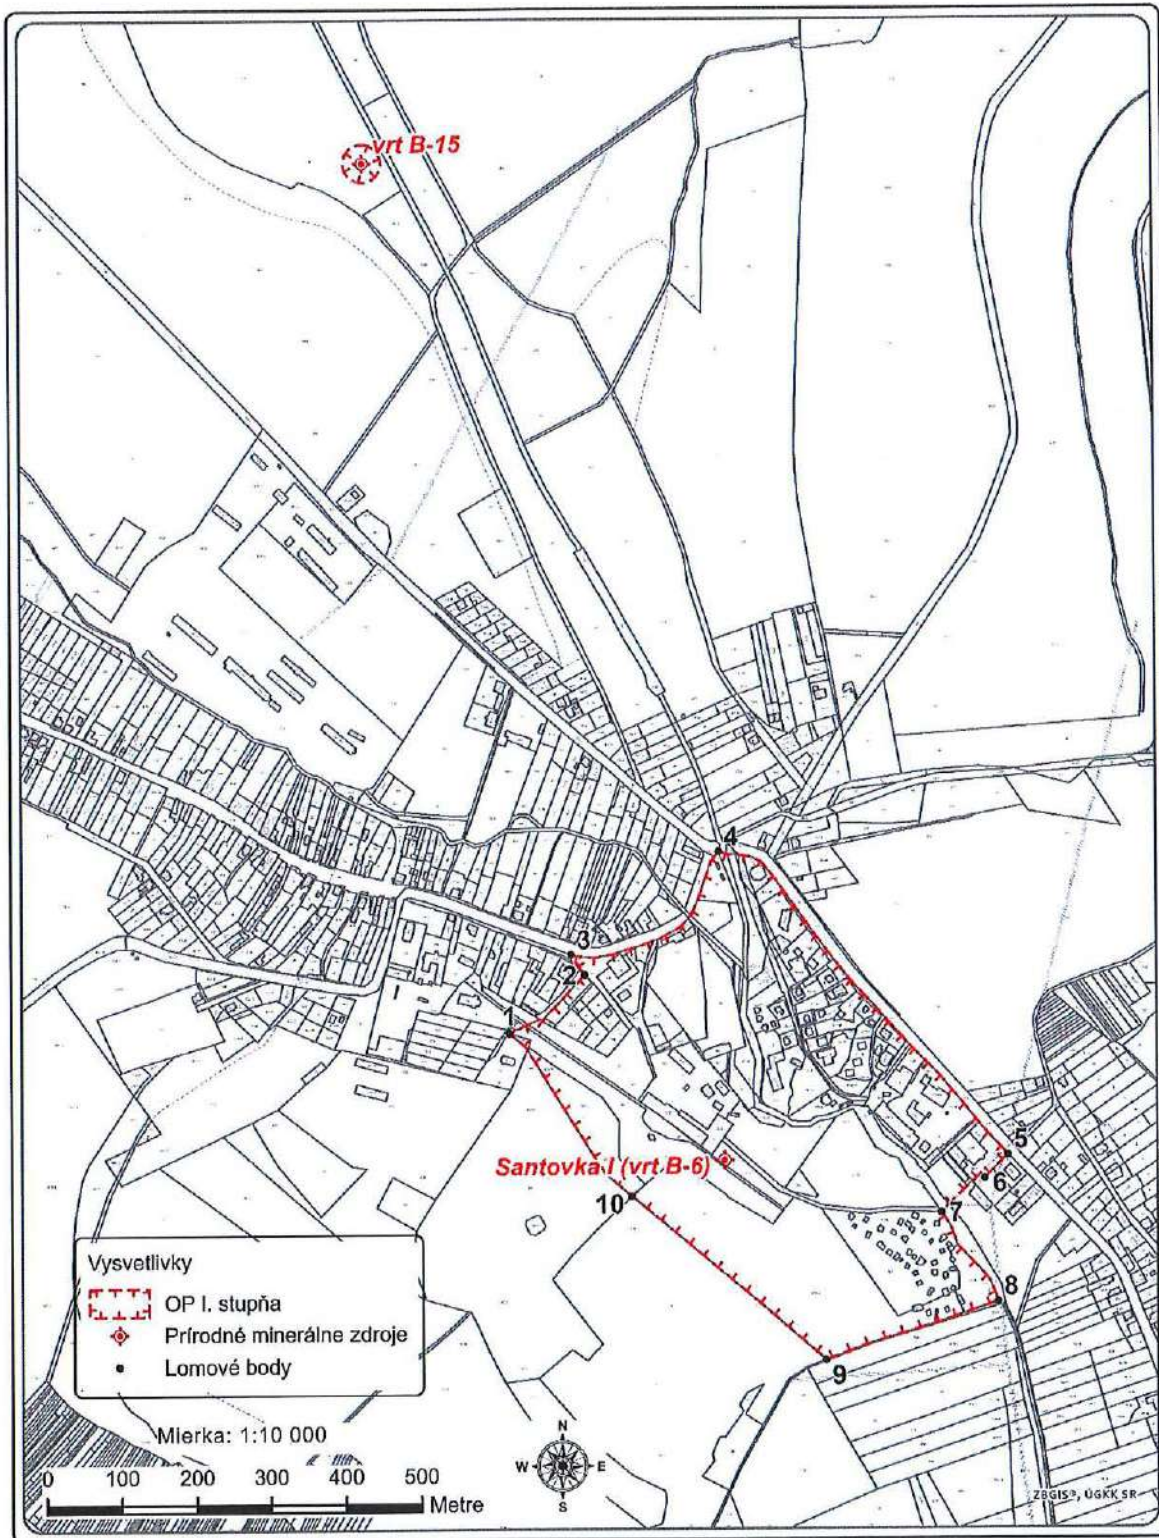 vrt B-15
4
3
2
1
5
Santovka I (vrt B-6)
6
10
7
8
9
Vysvetlivky
OP I. stupňa
Prírodné minerálne zdroje
Lomové body
Mierka: 1:10 000
0 100 200 300 400 500
Metre
N
W E
S
ZBGIS®, ÚGKK SR